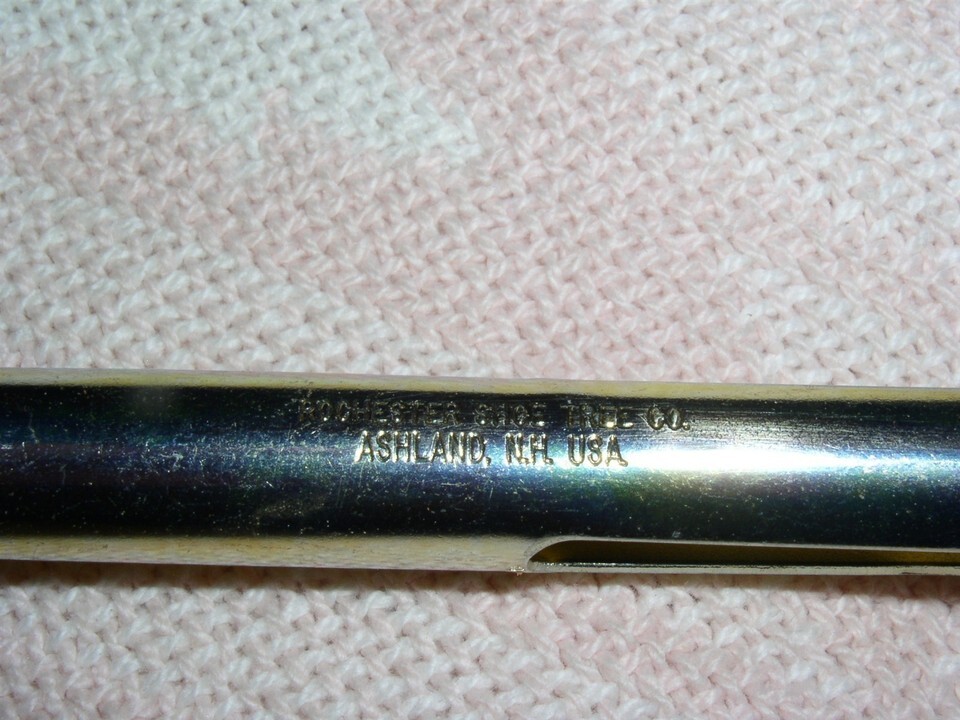 ROCHESTER SHOE TREE CO.
ASHLAND, N.H. USA